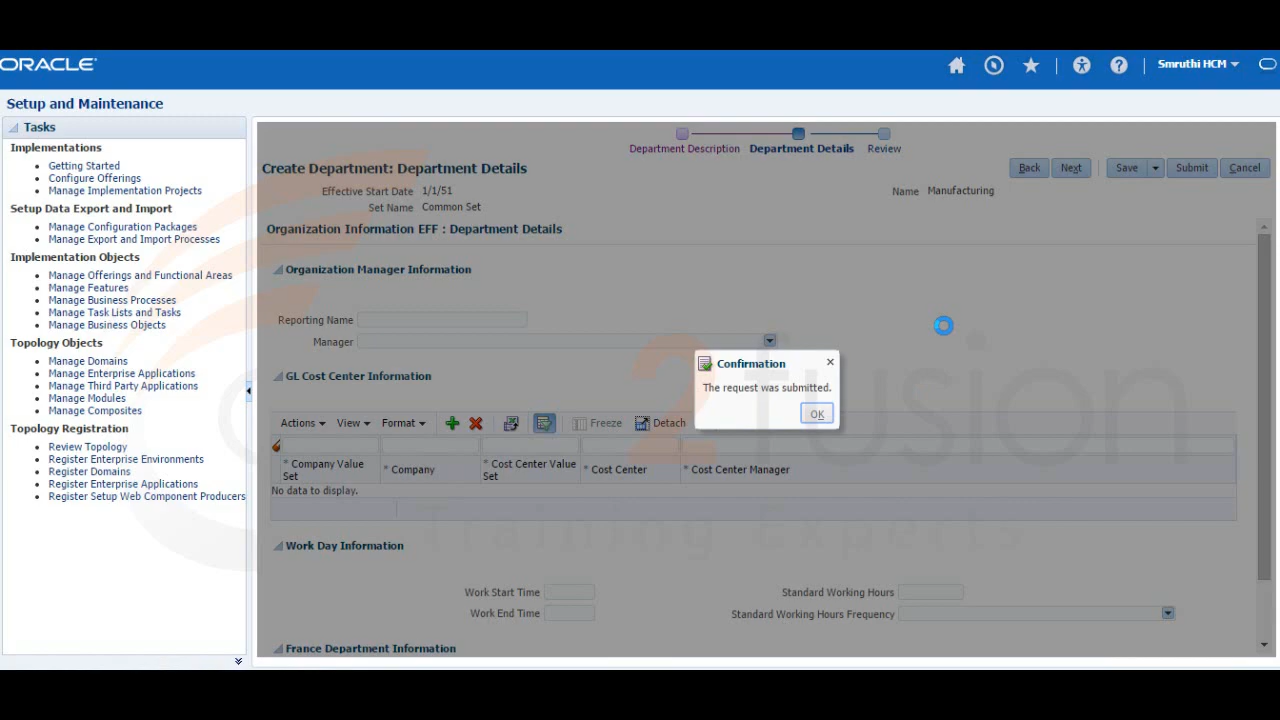 ORACLE
Smruthi HCM
Setup and Maintenance
Tasks
Implementations
Getting Started
Configure Offerings
Manage Implementation Projects
Setup Data Export and Import
Manage Configuration Packages
Manage Export and Import Processes
Implementation Objects
Manage Offerings and Functional Areas
Manage Features
Manage Business Processes
Manage Task Lists and Tasks
Manage Business Objects
Topology Objects
Manage Domains
Manage Enterprise Applications
Manage Third Party Applications
Manage Modules
Manage Composites
Topology Registration
Review Topology
Register Enterprise Environments
Register Domains
Register Enterprise Applications
Register Setup Web Component Producers
Department Description Department Details Review
Create Department: Department Details
Back Next Save Submit Cancel
Effective Start Date 1/1/51
Name Manufacturing
Set Name Common Set
Organization Information EFF : Department Details
Organization Manager Information
Reporting Name
Manager
Confirmation
The request was submitted.
OK
GL Cost Center Information
Actions View Format Freeze Detach
* Company Value Set * Company * Cost Center Value Set * Cost Center * Cost Center Manager
No data to display.
Work Day Information
Work Start Time Standard Working Hours
Work End Time Standard Working Hours Frequency
France Department Information
2fusion
Training Experts